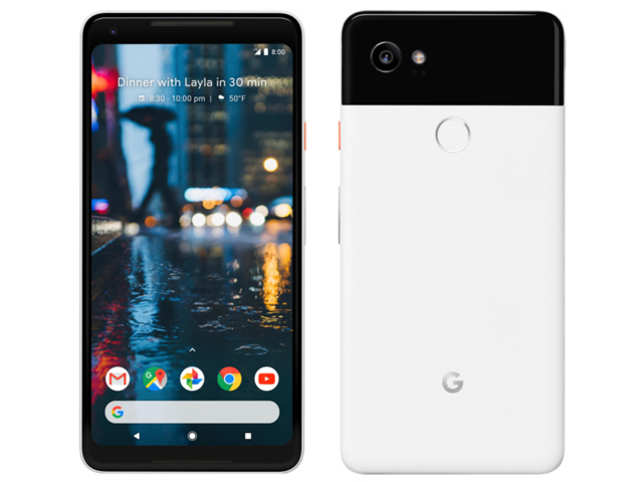 8:00
Dinner with Layla in 30 min
8:30 - 10:00 pm | 50°F
G
G